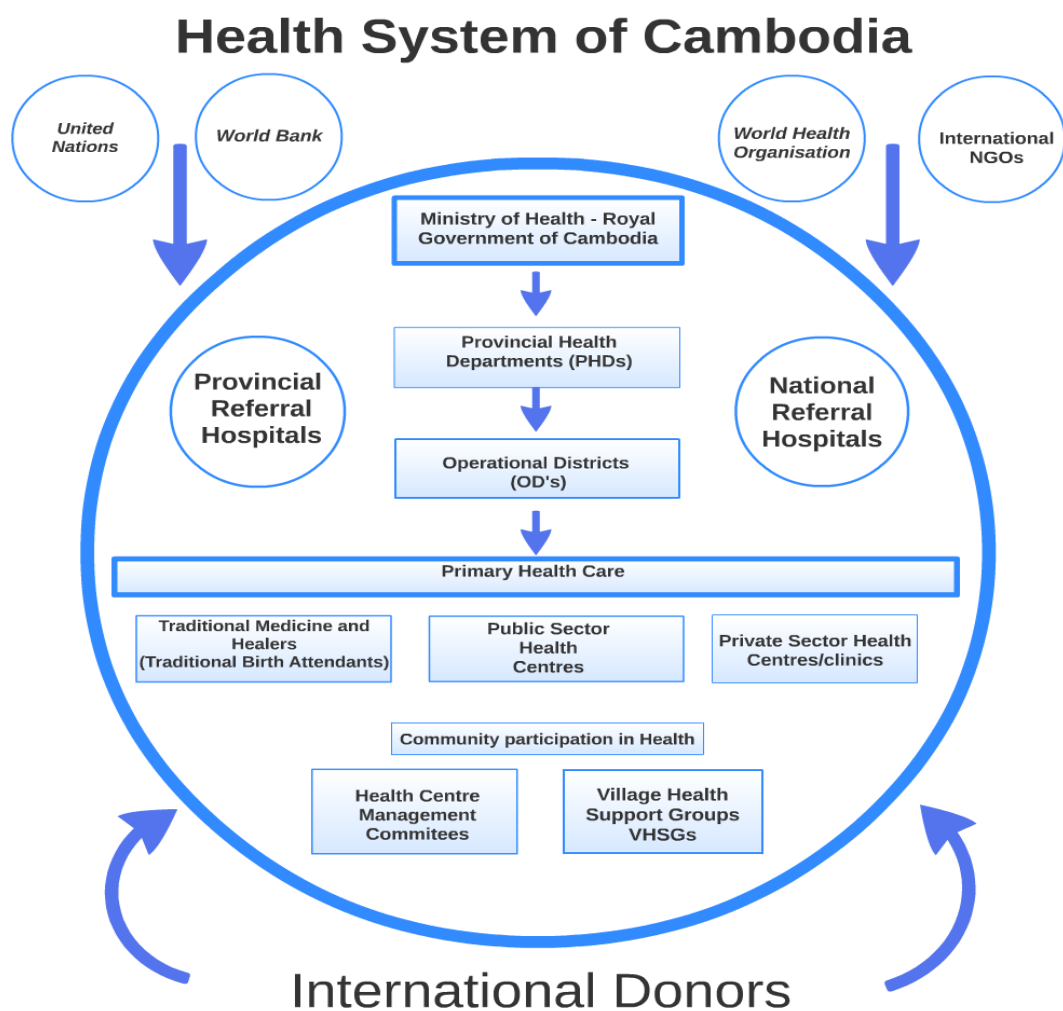 Health System of Cambodia
United
Nations
World Bank
World Health
Organisation
International
NGOs
Ministry of Health - Royal
Government of Cambodia
Provincial Health
Departments (PHDs)
Provincial
Referral
Hospitals
National
Referral
Hospitals
Operational Districts
(OD's)
Primary Health Care
Traditional Medicine and
Healers
(Traditional Birth Attendants)
Public Sector
Health
Centres
Private Sector Health
Centres/clinics
Community participation in Health
Health Centre
Management
Commitees
Village Health
Support Groups
VHSGs
International Donors